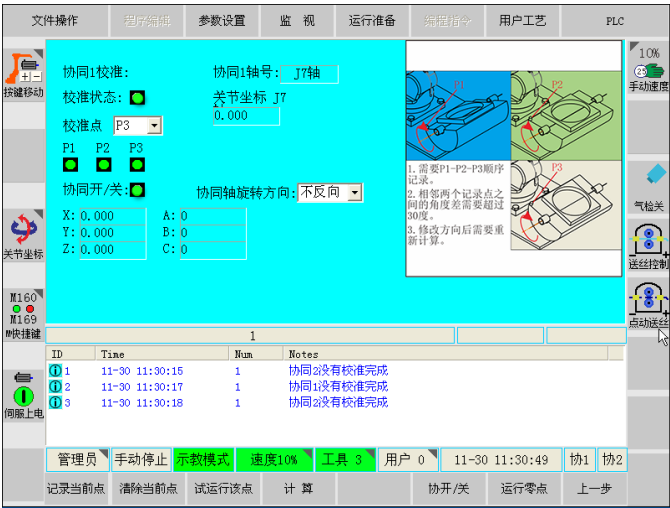 文件操作 程序编辑 参数设置 监 视 运行准备 编程指令 用户工艺 PLC
按键移动
关节坐标
M160
M169
M快捷键
伺服上电
协同1校准: 协同1轴号: J7轴
校准状态: 关节坐标 J7
0.000
校准点 P3
P1 P2 P3
协同开/关: 协同轴旋转方向: 不反向
X: 0.000 A: 0
Y: 0.000 B: 0
Z: 0.000 C: 0
P1 P2
1. 需要P1-P2-P3顺序
记录。
2. 相邻两个记录点之
间的角度差需要超过
30度。
3. 修改方向后需要重
新计算。
P3
10%
25
手动速度
气检关
送丝控制
点动送丝
1
ID Time Num Notes
1 11-30 11:30:15 1 协同2没有校准完成
2 11-30 11:30:17 1 协同1没有校准完成
3 11-30 11:30:18 1 协同2没有校准完成
管理员 手动停止 示教模式 速度10% 工具 3 用户 0 11-30 11:30:49 协1 协2
记录当前点 清除当前点 试运行该点 计 算 协开/关 运行零点 上一步